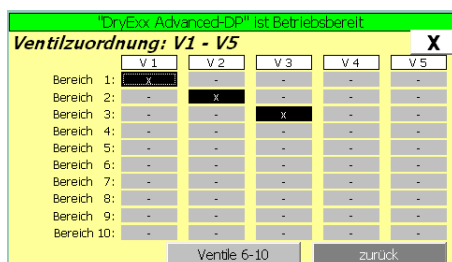 "DryExx Advanced-DP" ist Betriebsbereit
Ventilzuordnung: V1 - V5 X
V 1 V 2 V 3 V 4 V 5
Bereich 1: x - - - -
Bereich 2: - x - - -
Bereich 3: - - x - -
Bereich 4: - - - - -
Bereich 5: - - - - -
Bereich 6: - - - - -
Bereich 7: - - - - -
Bereich 8: - - - - -
Bereich 9: - - - - -
Bereich 10: - - - - -
Ventile 6-10 zurück